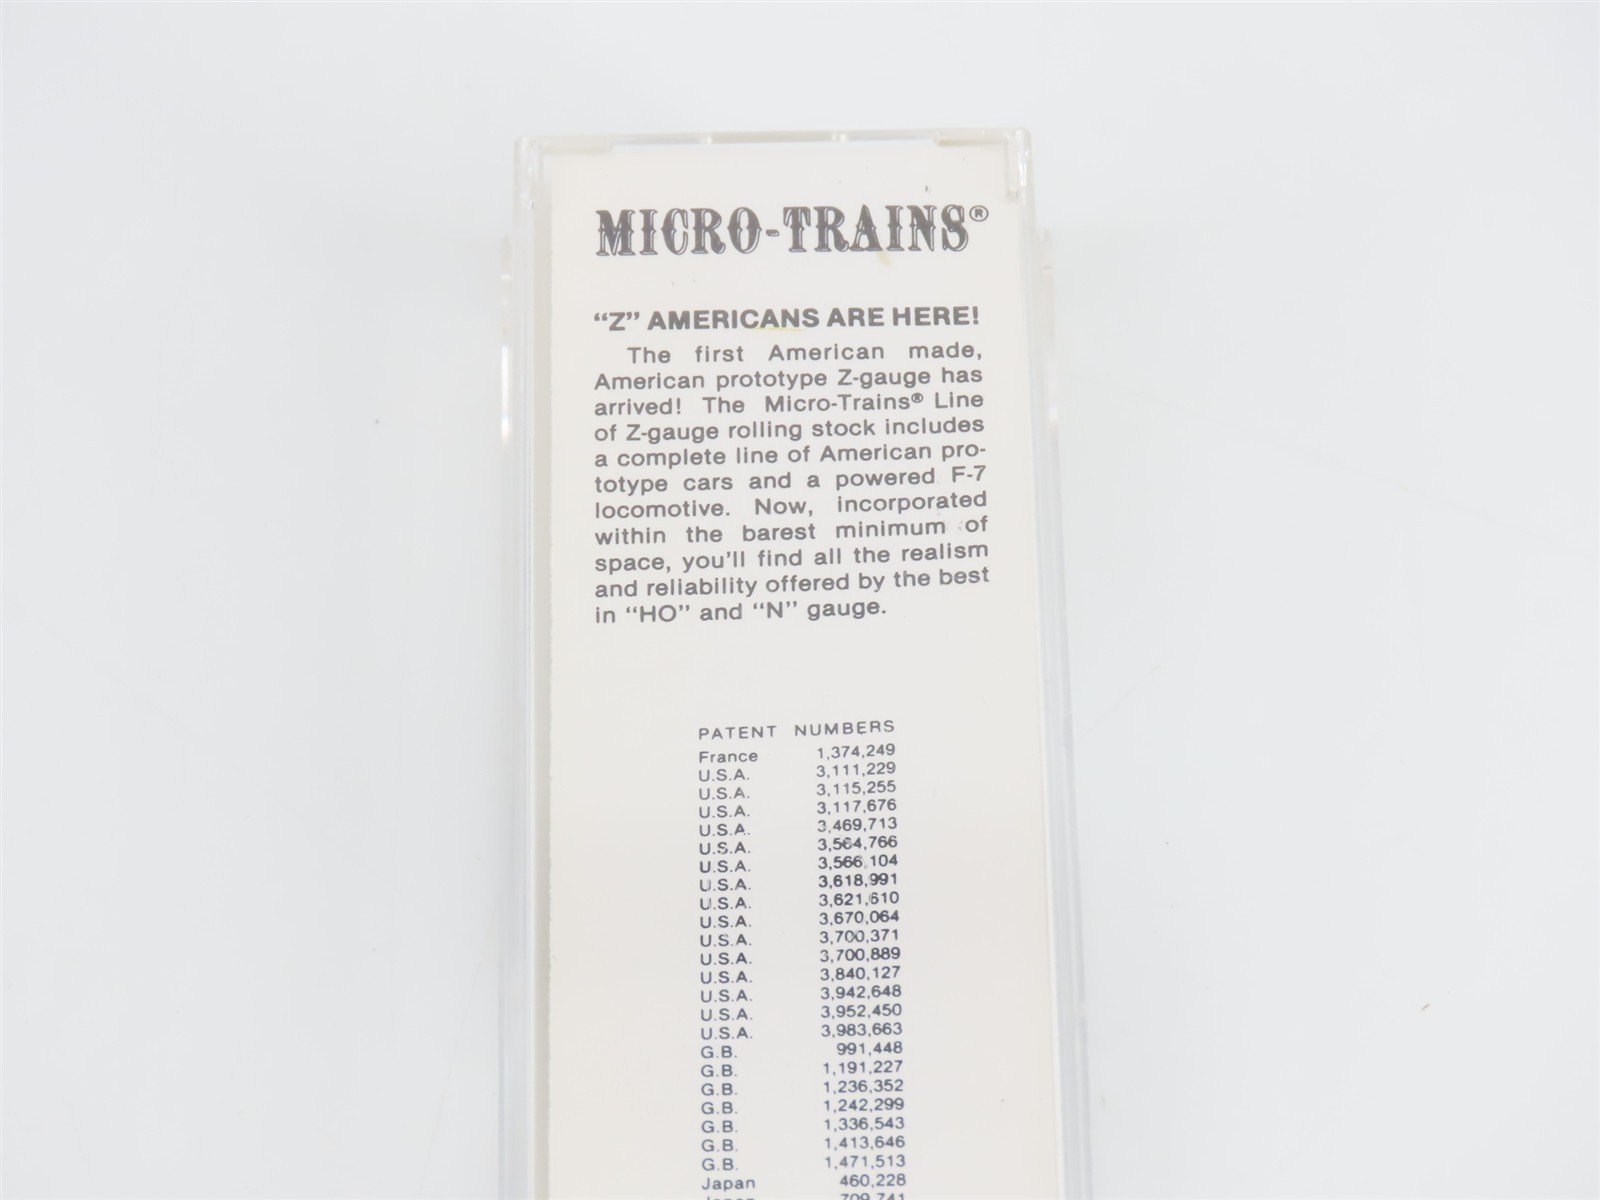 MICRO-TRAINS®
“Z” AMERICANS ARE HERE!
The first American made,
American prototype Z-gauge has
arrived! The Micro-Trains® Line
of Z-gauge rolling stock includes
a complete line of American pro-
totype cars and a powered F-7
locomotive. Now, incorporated
within the barest minimum of
space, you'll find all the realism
and reliability offered by the best
in “HO” and “N” gauge.
PATENT NUMBERS
France 1,374,249
U.S.A. 3,111,229
U.S.A. 3,115,255
U.S.A. 3,117,676
U.S.A. 3,469,713
U.S.A. 3,564,766
U.S.A. 3,566,104
U.S.A. 3,618,991
U.S.A. 3,621,610
U.S.A. 3,670,064
U.S.A. 3,700,371
U.S.A. 3,700,889
U.S.A. 3,840,127
U.S.A. 3,942,648
U.S.A. 3,952,450
U.S.A. 3,983,663
G.B. 991,448
G.B. 1,191,227
G.B. 1,236,352
G.B. 1,242,299
G.B. 1,336,543
G.B. 1,413,646
G.B. 1,471,513
Japan 460,228
Japan 709,741